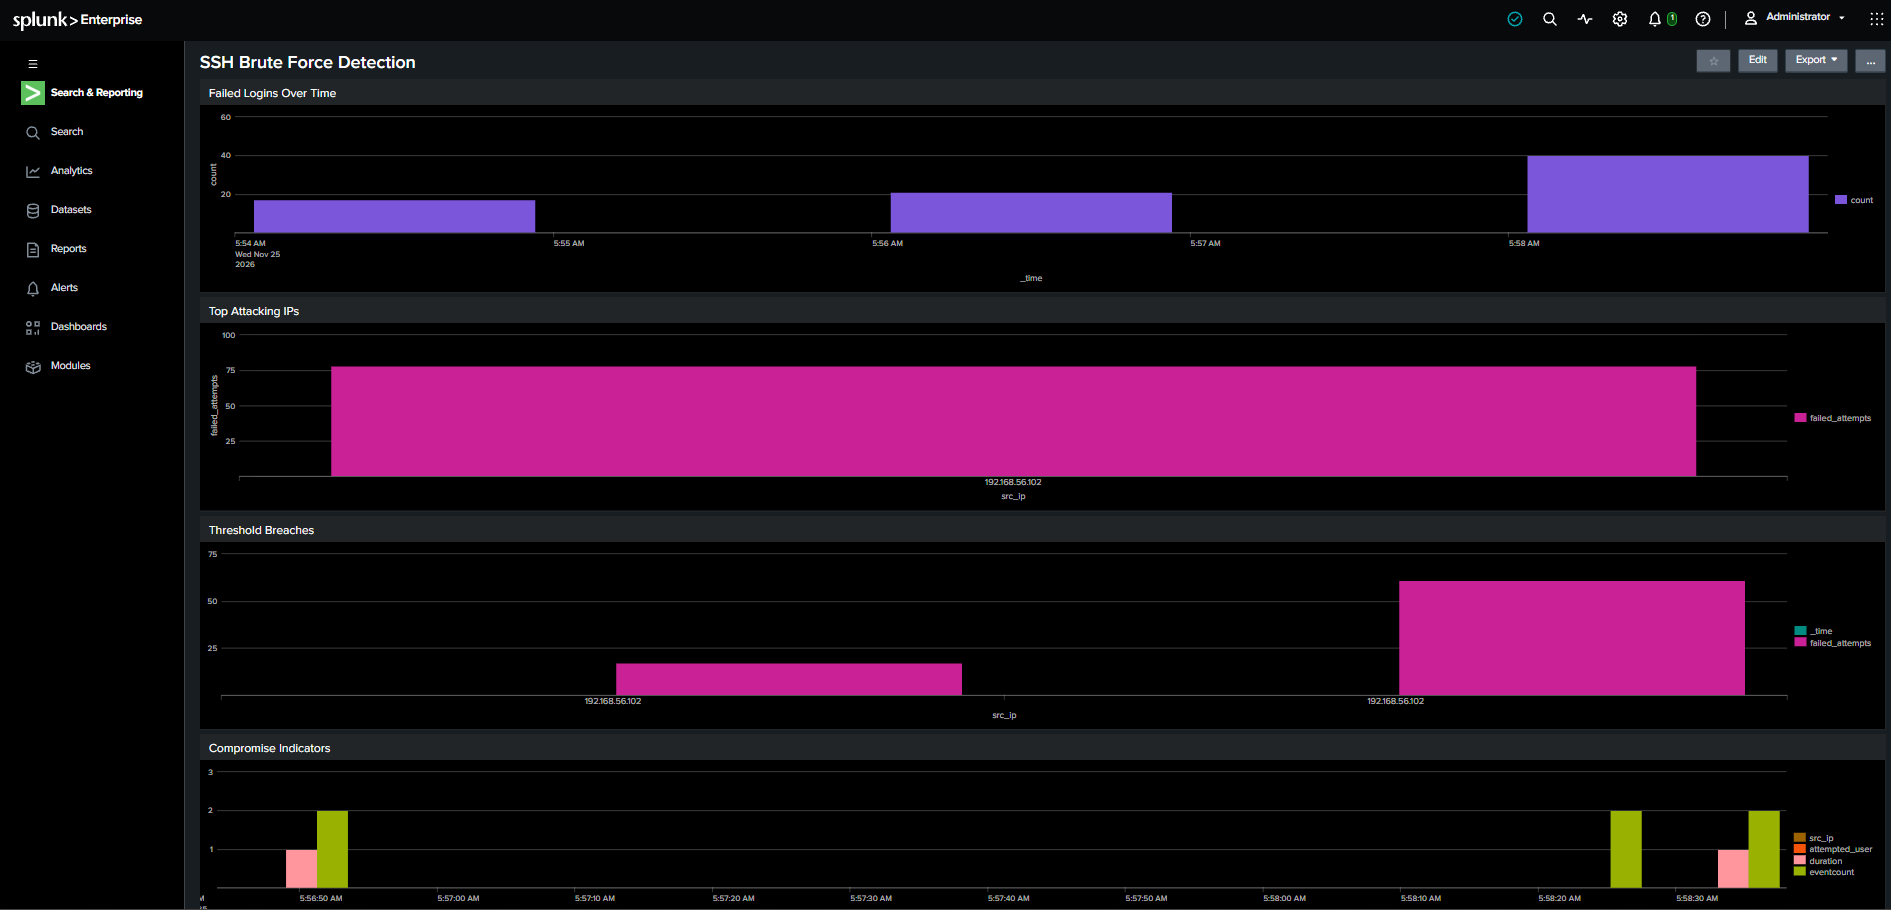 splunk>Enterprise
1
Administrator
Search & Reporting
Search
Analytics
Datasets
Reports
Alerts
Dashboards
Modules
SSH Brute Force Detection
Edit
Export
...
Failed Logins Over Time
60
40
20
count
5:54 AM
Wed Nov 25
2026
5:55 AM
5:56 AM
5:57 AM
5:58 AM
_time
count
Top Attacking IPs
100
75
50
25
failed_attempts
192.168.56.102
src_ip
failed_attempts
Threshold Breaches
75
50
25
192.168.56.102
192.168.56.102
src_ip
_time
failed_attempts
Compromise Indicators
3
2
1
5:56:50 AM
5:57:00 AM
5:57:10 AM
5:57:20 AM
5:57:30 AM
5:57:40 AM
5:57:50 AM
5:58:00 AM
5:58:10 AM
5:58:20 AM
5:58:30 AM
src_ip
attempted_user
duration
eventcount